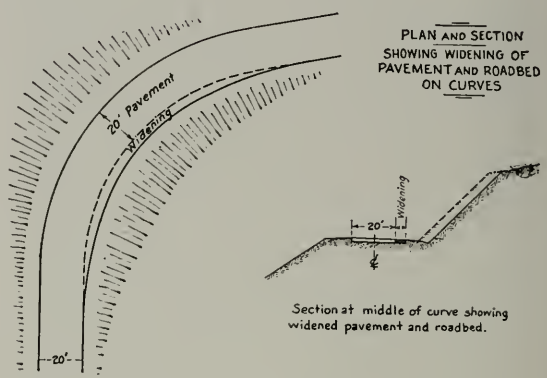 PLAN AND SECTION
SHOWING WIDENING OF
PAVEMENT AND ROADBED
ON CURVES
20' Pavement
Widening
20'
Widening
20'
℄
Section at middle of curve showing
widened pavement and roadbed.